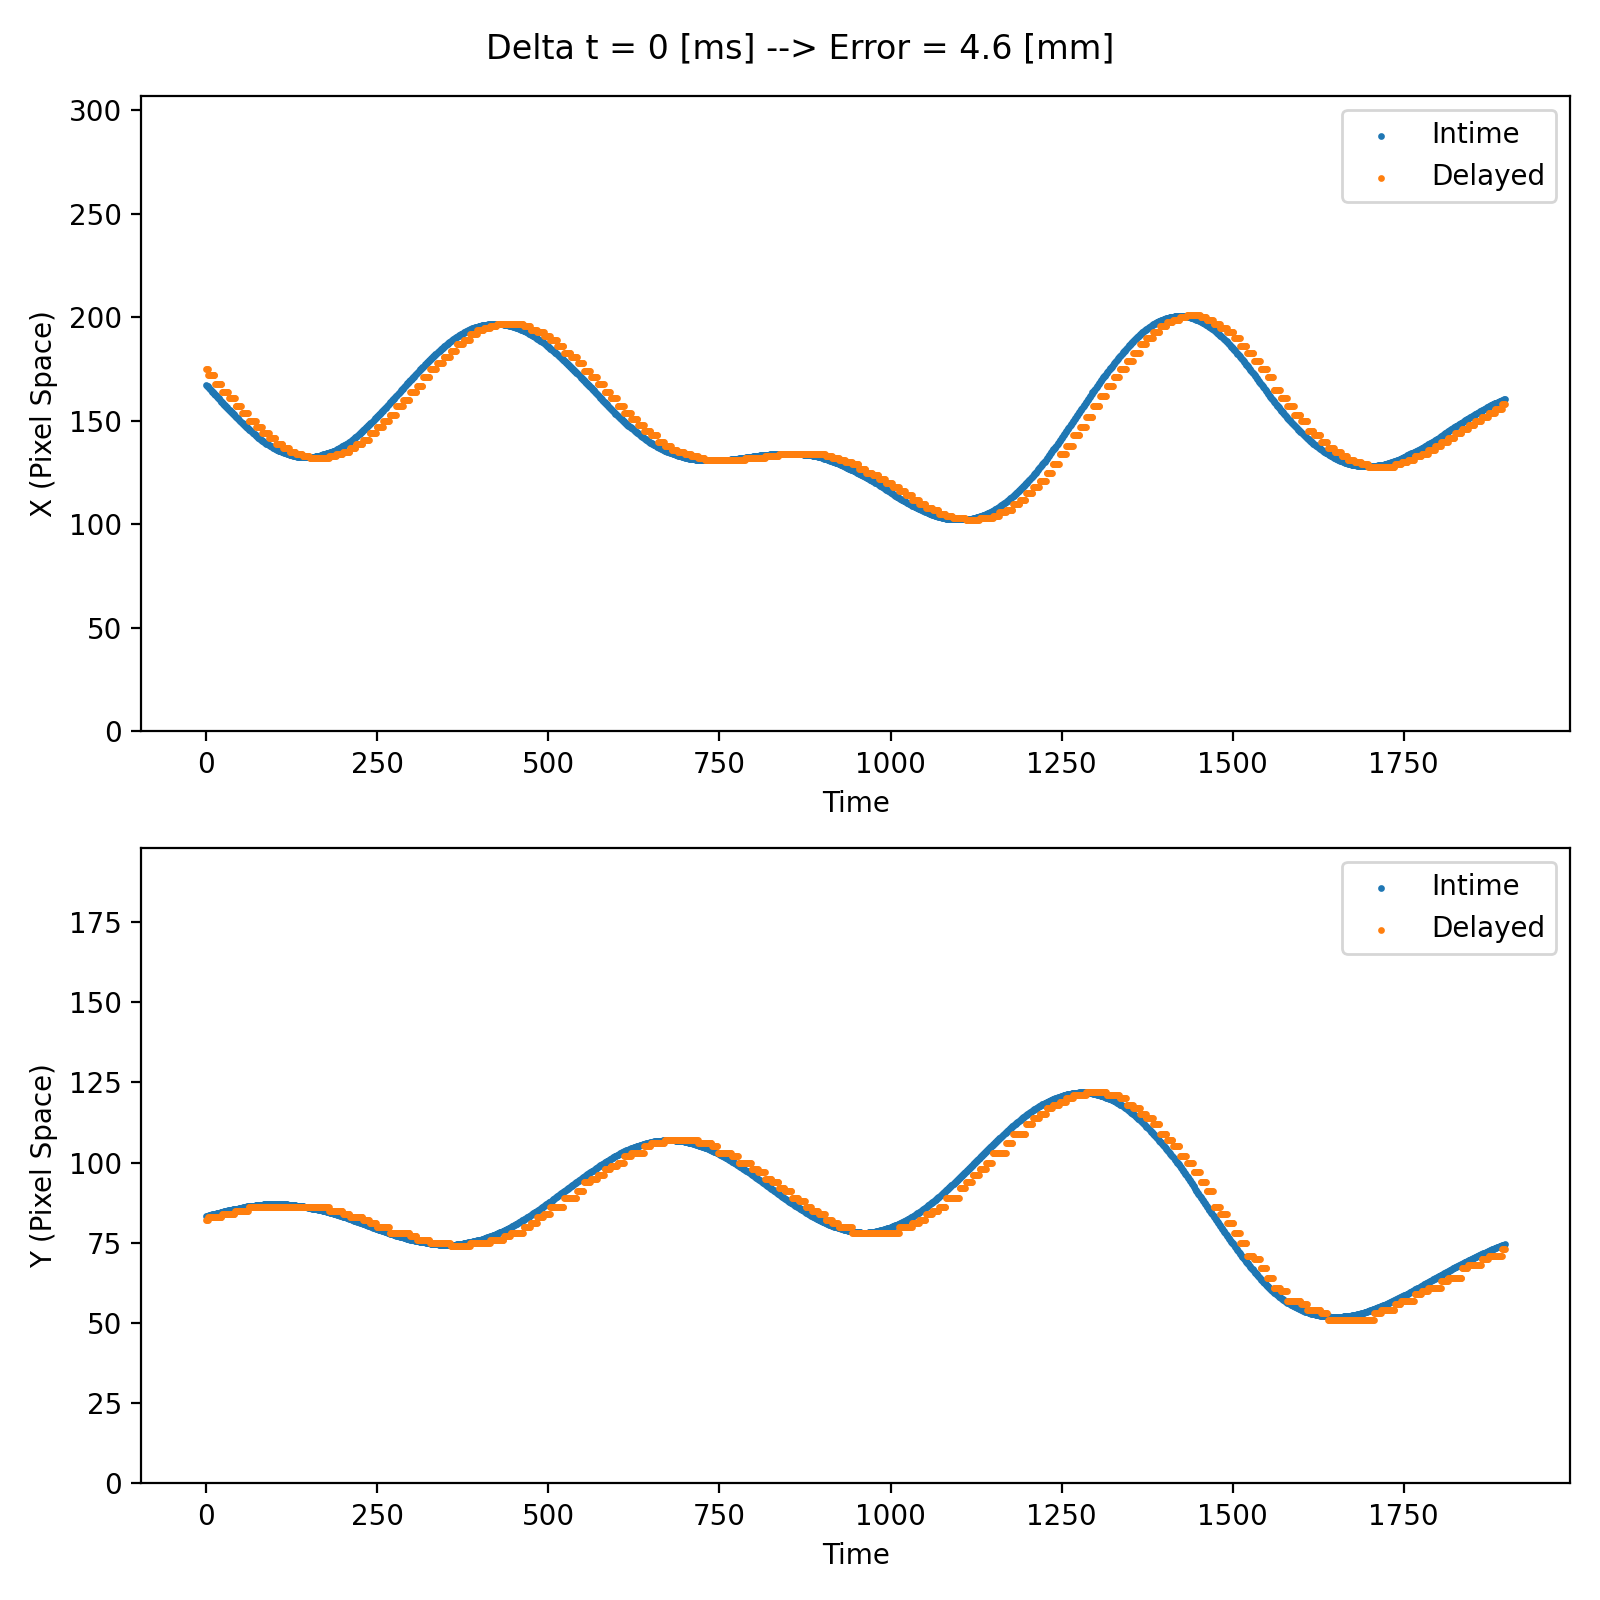 Delta t = 0 [ms] --> Error = 4.6 [mm]
300
250
200
150
100
50
0
X (Pixel Space)
Intime
Delayed
0 250 500 750 1000 1250 1500 1750
Time
175
150
125
100
75
50
25
0
Y (Pixel Space)
Intime
Delayed
0 250 500 750 1000 1250 1500 1750
Time